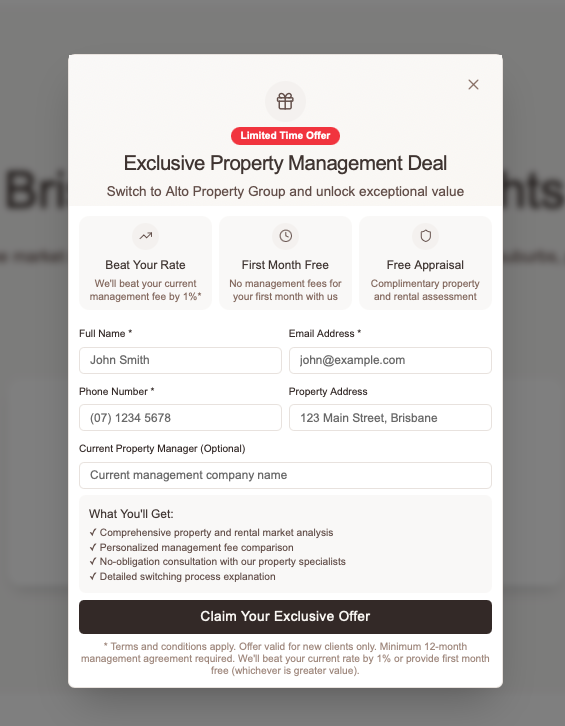 Limited Time Offer
Exclusive Property Management Deal
Switch to Alto Property Group and unlock exceptional value
Beat Your Rate
We'll beat your current
management fee by 1%*
First Month Free
No management fees for
your first month with us
Free Appraisal
Complimentary property
and rental assessment
Full Name *
John Smith
Email Address *
john@example.com
Phone Number *
(07) 1234 5678
Property Address
123 Main Street, Brisbane
Current Property Manager (Optional)
Current management company name
What You'll Get:
✓ Comprehensive property and rental market analysis
✓ Personalized management fee comparison
✓ No-obligation consultation with our property specialists
✓ Detailed switching process explanation
Claim Your Exclusive Offer
* Terms and conditions apply. Offer valid for new clients only. Minimum 12-month
management agreement required. We'll beat your current rate by 1% or provide first month
free (whichever is greater value).